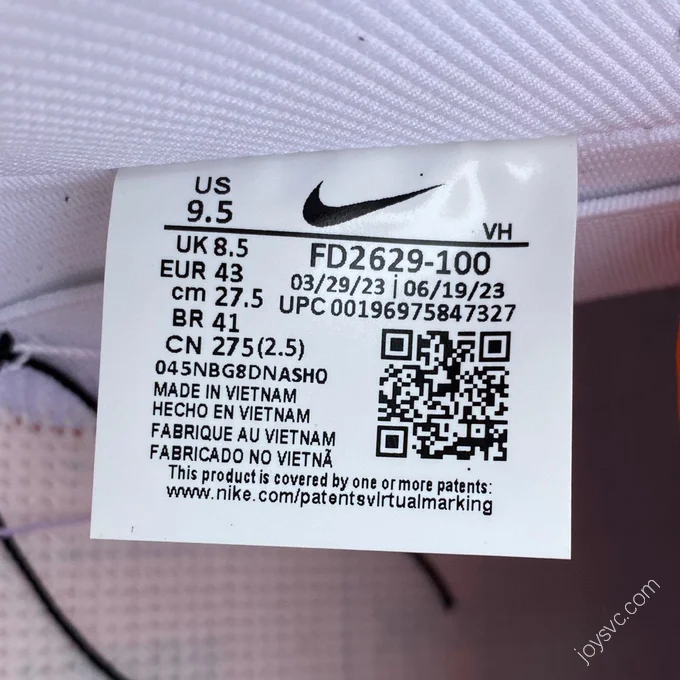 US
9.5
VH
UK 8.5
EUR 43
cm 27.5
BR 41
CN 275(2.5)
FD2629-100
03/29/23 | 06/19/23
UPC 00196975847327
045NBG8DNASH0
MADE IN VIETNAM
HECHO EN VIETNAM
FABRIQUE AU VIETNAM
FABRICADO NO VIETNÃ
This product is covered by one or more patents:
www.nike.com/patentsvlrtualmarking
joysvc.com